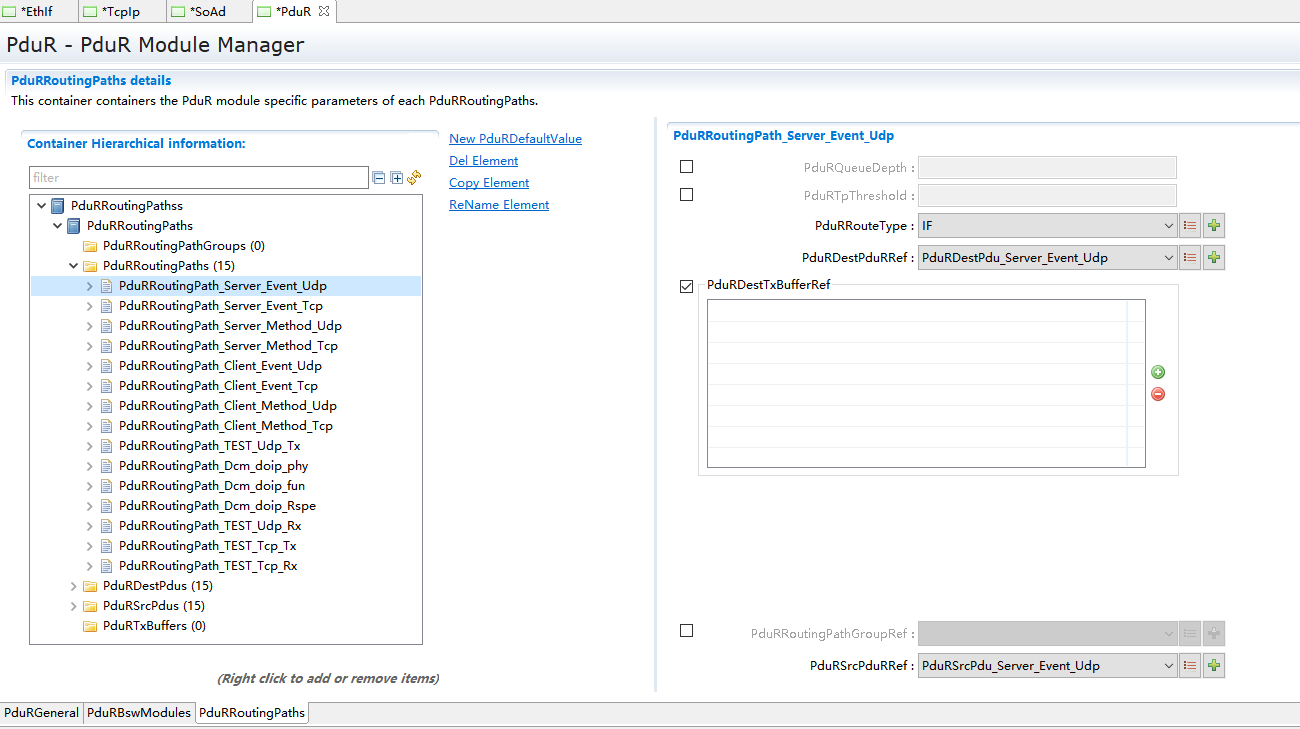 *EthIf
*TcpIp
*SoAd
*PduR
PduR - PduR Module Manager
PduRRoutingPaths details
This container containers the PduR module specific parameters of each PduRRoutingPaths.
Container Hierarchical information:
filter
PduRRoutingPathss
PduRRoutingPaths
PduRRoutingPathGroups (0)
PduRRoutingPaths (15)
PduRRoutingPath_Server_Event_Udp
PduRRoutingPath_Server_Event_Tcp
PduRRoutingPath_Server_Method_Udp
PduRRoutingPath_Server_Method_Tcp
PduRRoutingPath_Client_Event_Udp
PduRRoutingPath_Client_Event_Tcp
PduRRoutingPath_Client_Method_Udp
PduRRoutingPath_Client_Method_Tcp
PduRRoutingPath_TEST_Udp_Tx
PduRRoutingPath_Dcm_doip_phy
PduRRoutingPath_Dcm_doip_fun
PduRRoutingPath_Dcm_doip_Rspe
PduRRoutingPath_TEST_Udp_Rx
PduRRoutingPath_TEST_Tcp_Tx
PduRRoutingPath_TEST_Tcp_Rx
PduRDestPdus (15)
PduRSrcPdus (15)
PduRTxBuffers (0)
(Right click to add or remove items)
New PduRDefaultValue
Del Element
Copy Element
ReName Element
PduRRoutingPath_Server_Event_Udp
PduRQueueDepth :
PduRTpThreshold :
PduRRouteType : IF
PduRDestPduRRef : PduRDestPdu_Server_Event_Udp
PduRDestTxBufferRef
PduRRoutingPathGroupRef :
PduRSrcPduRRef : PduRSrcPdu_Server_Event_Udp
PduRGeneral
PduRBswModules
PduRRoutingPaths